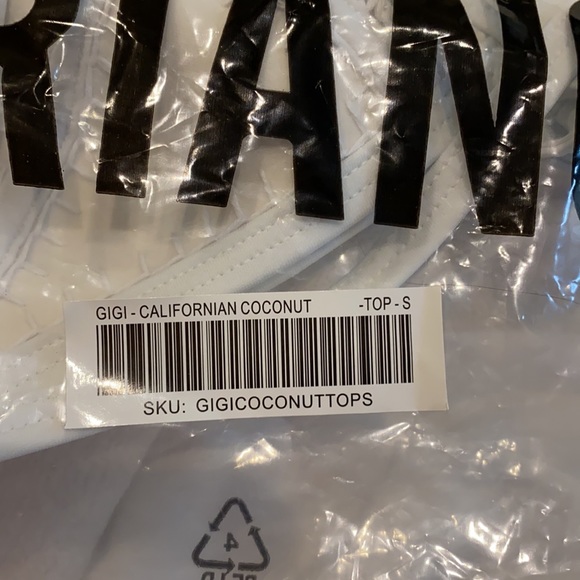 RIAN
GIGI - CALIFORNIAN COCONUT -TOP - S
SKU: GIGICOCONUTTOPS
4